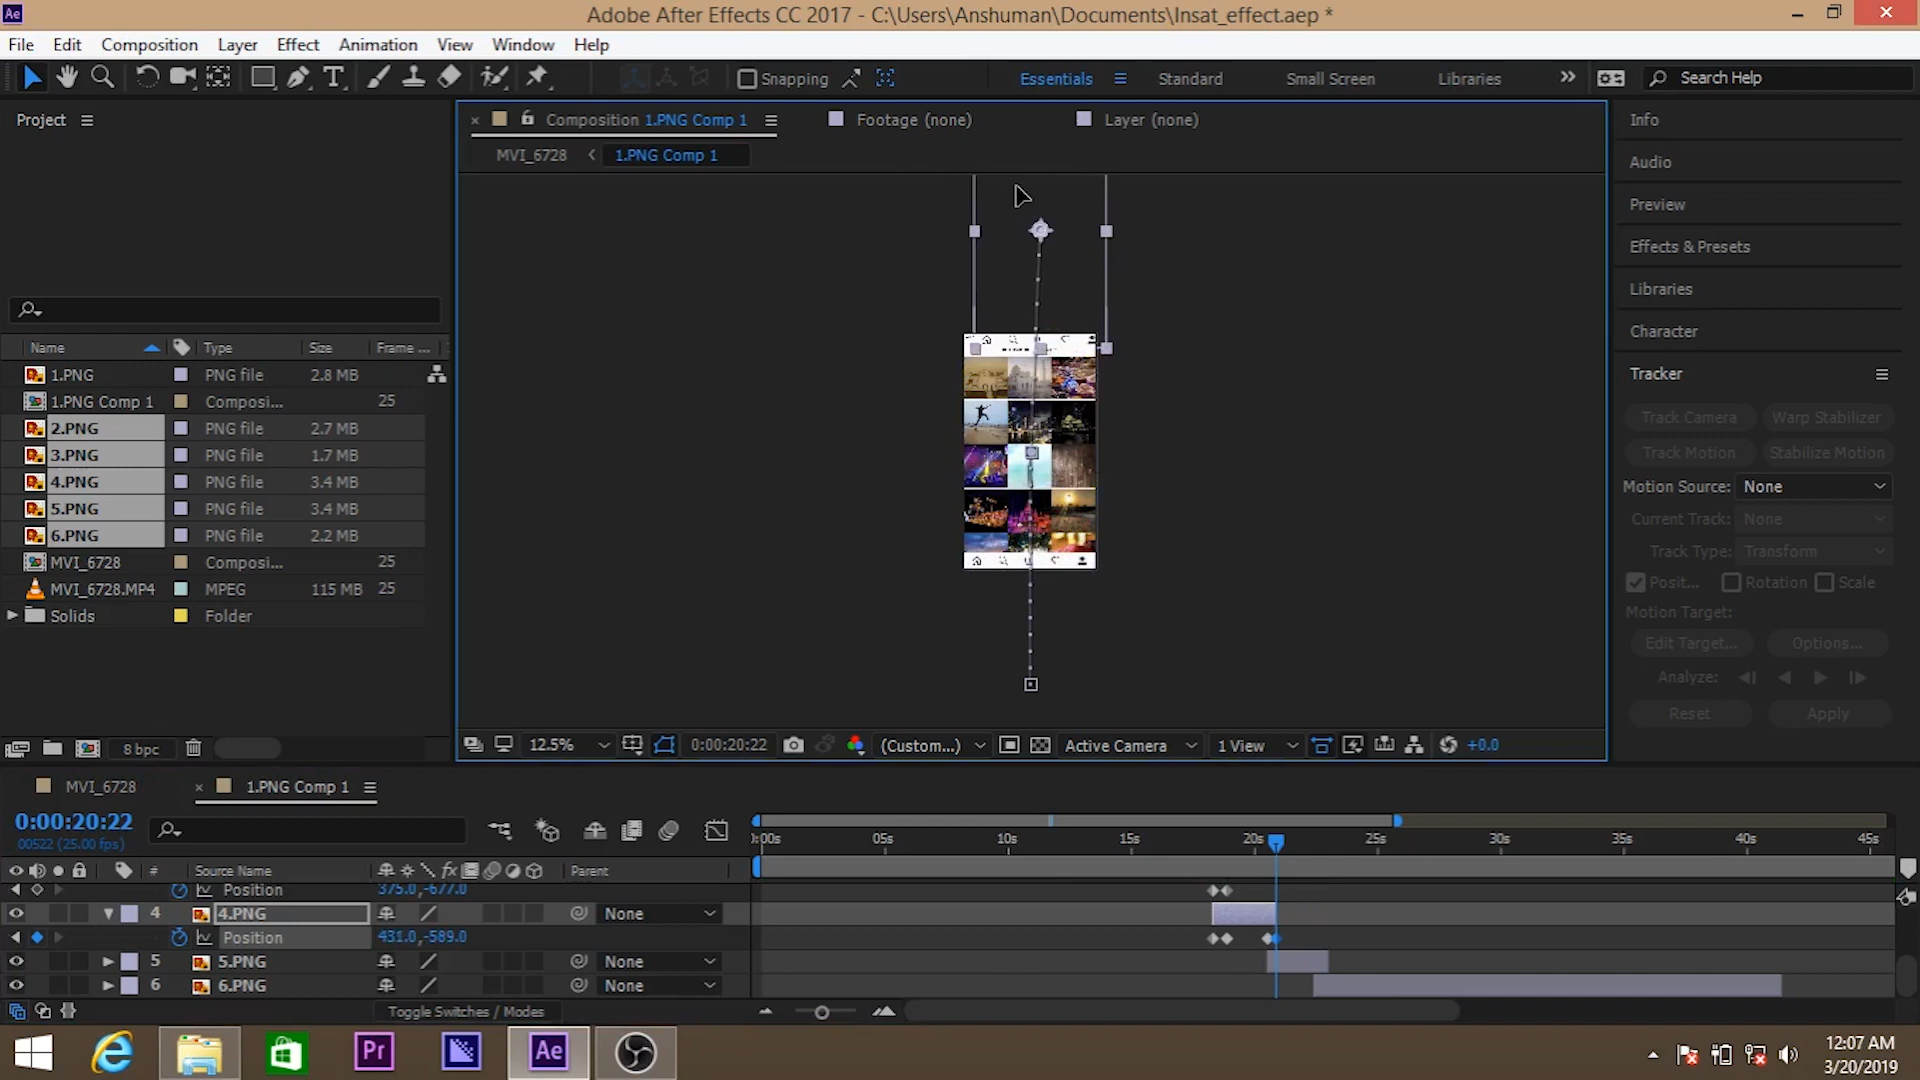 Ae Adobe After Effects CC 2017 - C:\Users\Anshuman\Documents\Insat_effect.aep *
File Edit Composition Layer Effect Animation View Window Help
Snapping Essentials Standard Small Screen Libraries Search Help
Project
Composition 1.PNG Comp 1 Footage (none) Layer (none)
MVI_6728 1.PNG Comp 1
Name Type Size Frame ...
1.PNG PNG file 2.8 MB
1.PNG Comp 1 Composi... 25
2.PNG PNG file 2.7 MB
3.PNG PNG file 1.7 MB
4.PNG PNG file 3.4 MB
5.PNG PNG file 3.4 MB
6.PNG PNG file 2.2 MB
MVI_6728 Composi... 25
MVI_6728.MP4 MPEG 115 MB 25
Solids Folder
8 bpc
12.5% 0:00:20:22 (Custom...) Active Camera 1 View +0.0
Info
Audio
Preview
Effects & Presets
Libraries
Character
Tracker
Track Camera Warp Stabilizer
Track Motion Stabilize Motion
Motion Source: None
Current Track: None
Track Type: Transform
Posit... Rotation Scale
Motion Target:
Edit Target... Options...
Analyze:
Reset Apply
MVI_6728 1.PNG Comp 1
0:00:20:22
00522 (25.00 fps)
:00s 05s 10s 15s 20s 25s 30s 35s 40s 45s
# Source Name fx Parent
Position 375.0,-677.0
4 4.PNG None
Position 431.0,-589.0
5 5.PNG None
6 6.PNG None
Toggle Switches / Modes
Pr Ae
12:07 AM
3/20/2019